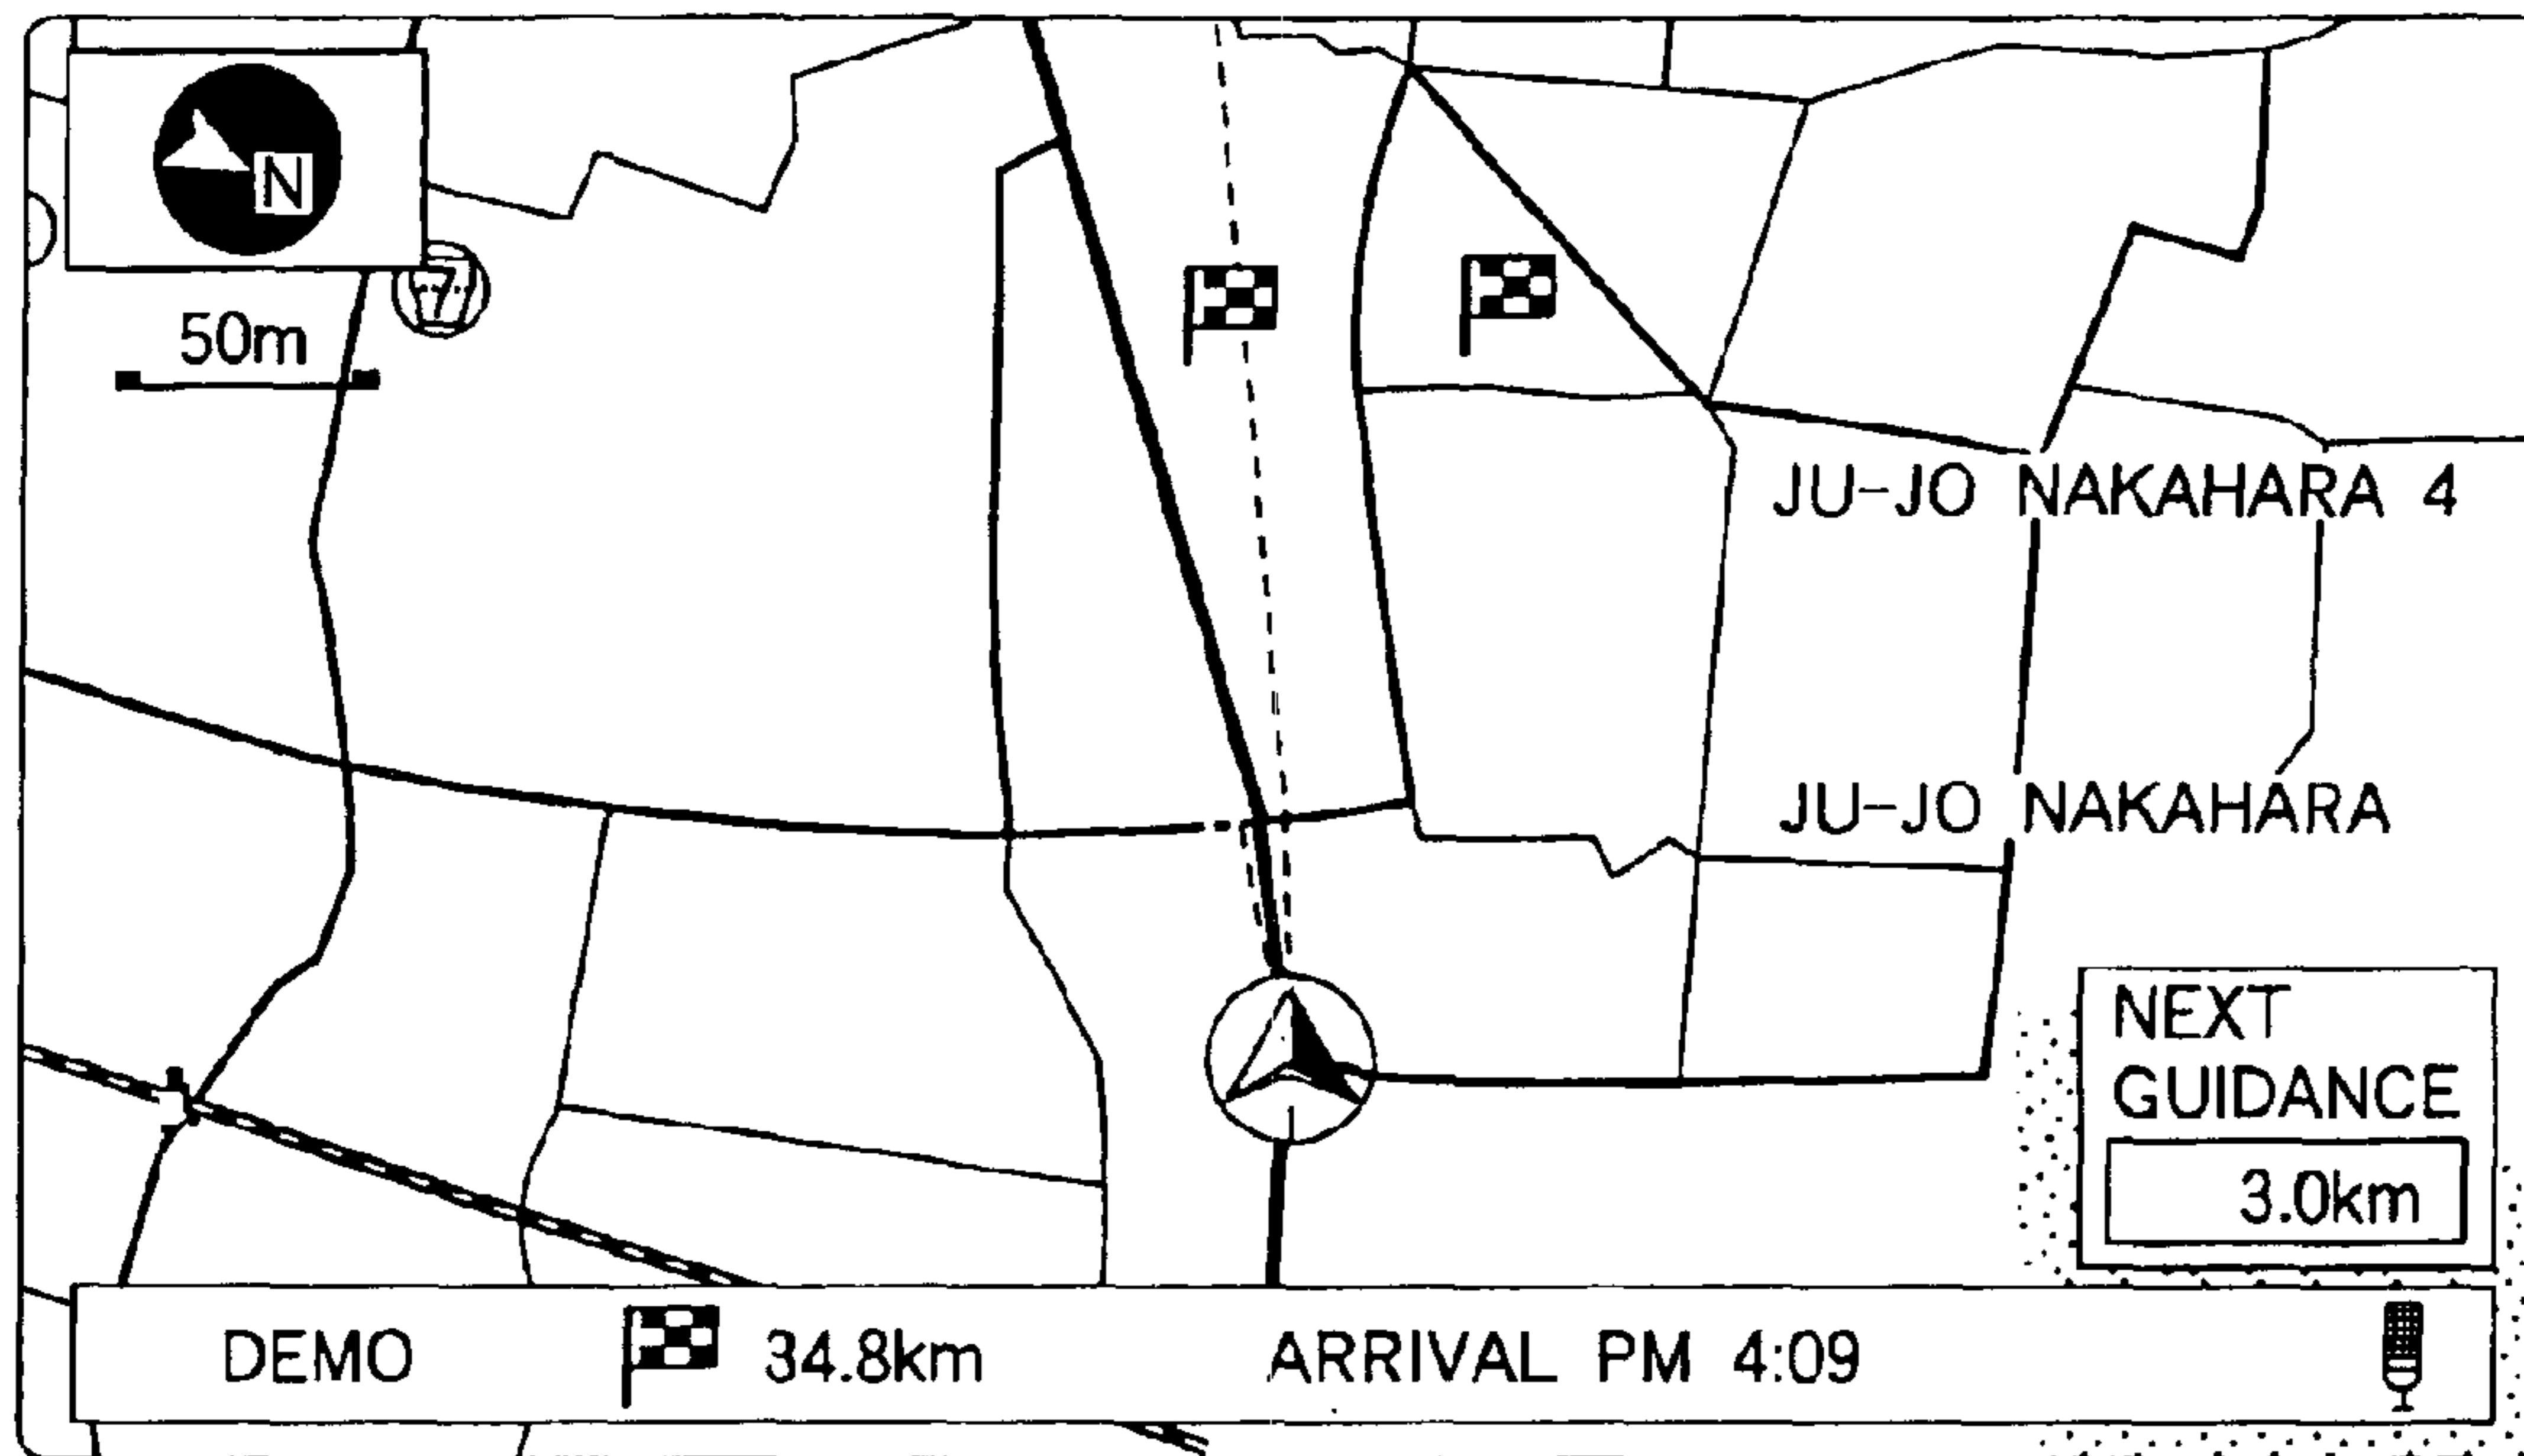 N
7
50m
JU-JO NAKAHARA 4
JU-JO NAKAHARA
NEXT
GUIDANCE
3.0km
DEMO 34.8km ARRIVAL PM 4:09